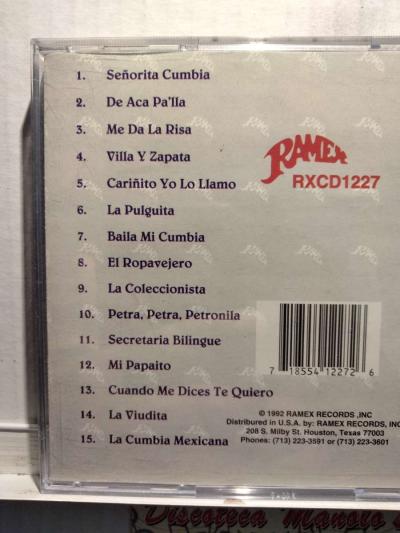 1. Señorita Cumbia
2. De Aca Pa'lla
3. Me Da La Risa
4. Villa Y Zapata
5. Cariñito Yo Lo Llamo
6. La Pulguita
7. Baila Mi Cumbia
8. El Ropavejero
9. La Coleccionista
10. Petra, Petra, Petronila
11. Secretaria Bilingue
12. Mi Papaito
13. Cuando Me Dices Te Quiero
14. La Viudita
15. La Cumbia Mexicana
RAMEX
RXCD1227
7 18554 12272 6
© 1992 RAMEX RECORDS ,INC
Distributed in U.S.A. by: RAMEX RECORDS, INC
208 S. Milby St. Houston, Texas 77003
Phones: (713) 223-3591 or (713) 223-3601
Discoteca Manolo